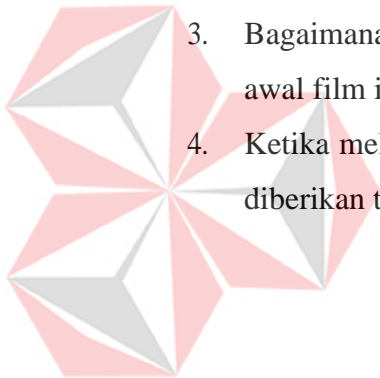 3. Bagaimana
awal film i
4. Ketika mel
diberikan t